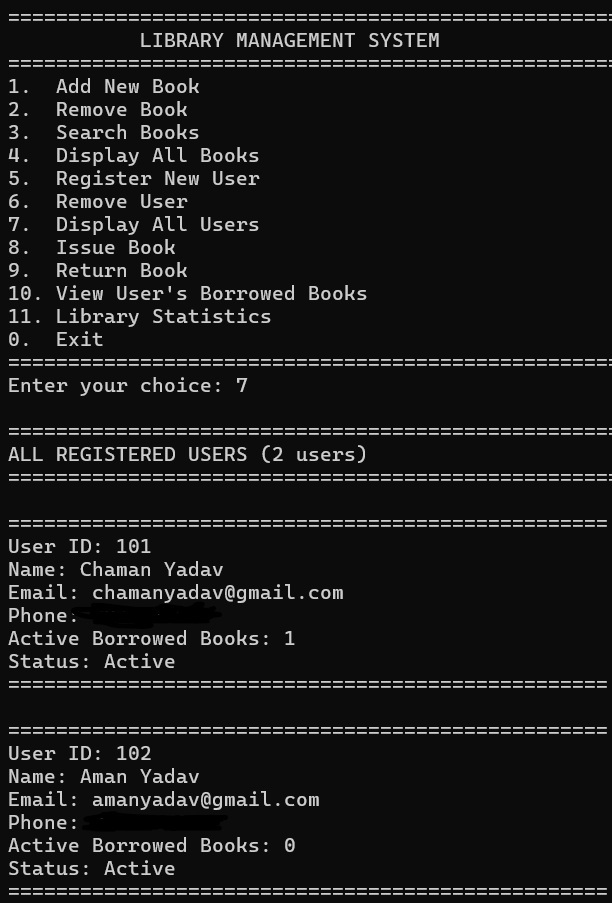 ==================================================
LIBRARY MANAGEMENT SYSTEM
==================================================
1. Add New Book
2. Remove Book
3. Search Books
4. Display All Books
5. Register New User
6. Remove User
7. Display All Users
8. Issue Book
9. Return Book
10. View User's Borrowed Books
11. Library Statistics
0. Exit
==================================================
Enter your choice: 7
==================================================
ALL REGISTERED USERS (2 users)
==================================================
==================================================
User ID: 101
Name: Chaman Yadav
Email: chamanyadav@gmail.com
Phone:
Active Borrowed Books: 1
Status: Active
==================================================
==================================================
User ID: 102
Name: Aman Yadav
Email: amanyadav@gmail.com
Phone:
Active Borrowed Books: 0
Status: Active
==================================================